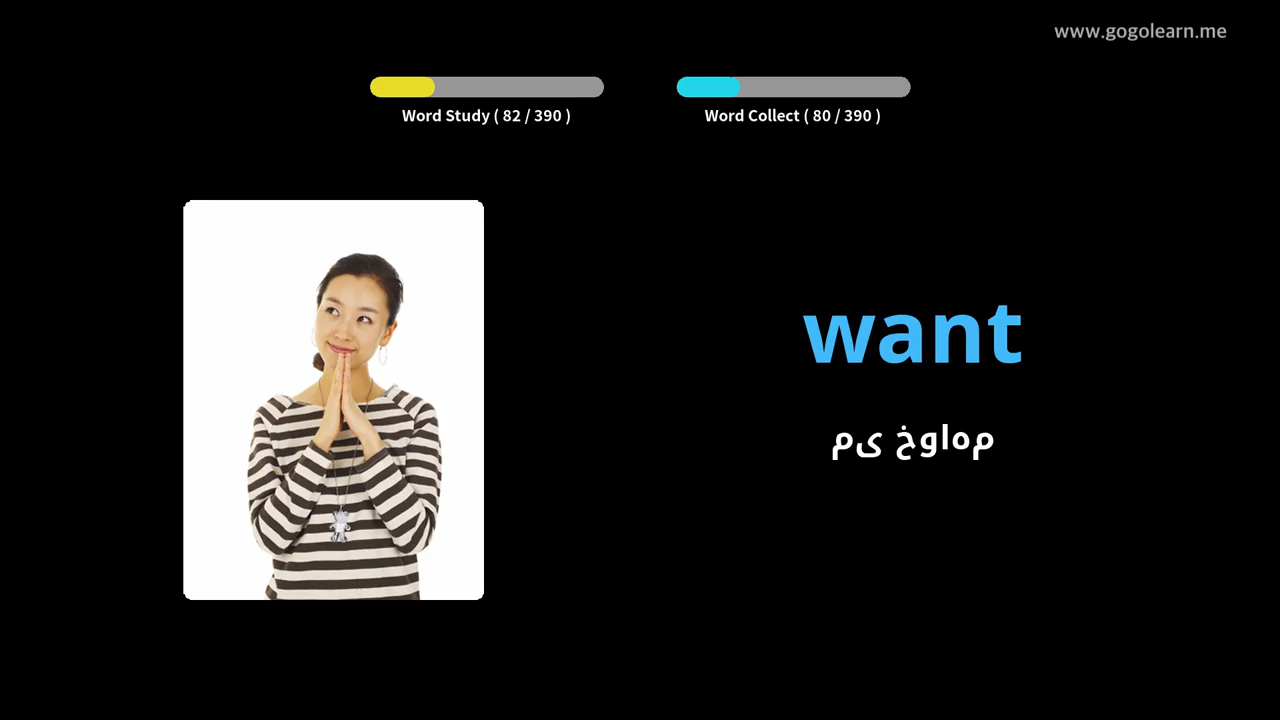 www.gogolearn.me
Word Study ( 82 / 390 )
Word Collect ( 80 / 390 )
want
می خواهم